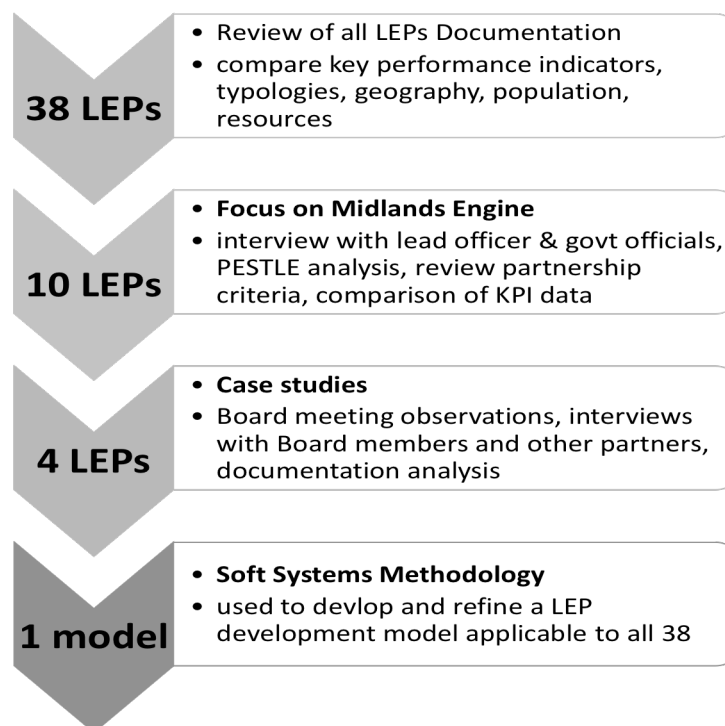 38 LEPs
• Review of all LEPs Documentation
• compare key performance indicators,
typologies, geography, population,
resources
10 LEPs
• Focus on Midlands Engine
• interview with lead officer & govt officials,
PESTLE analysis, review partnership
criteria, comparison of KPI data
4 LEPs
• Case studies
• Board meeting observations, interviews
with Board members and other partners,
documentation analysis
1 model
• Soft Systems Methodology
• used to devlop and refine a LEP
development model applicable to all 38